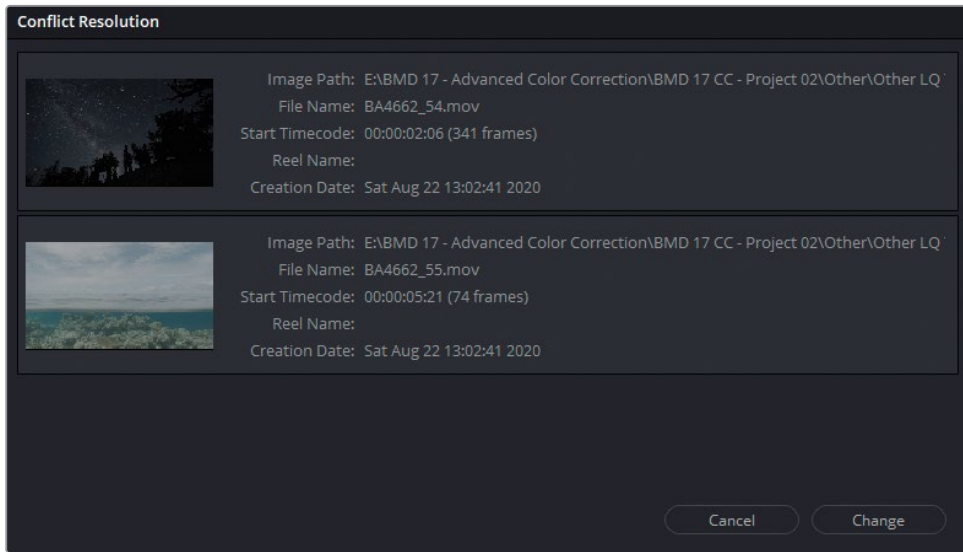 Conflict Resolution
Image Path: E:\BMD 17 - Advanced Color Correction\BMD 17 CC - Project 02\Other\Other LQ
File Name: BA4662_54.mov
Start Timecode: 00:00:02:06 (341 frames)
Reel Name:
Creation Date: Sat Aug 22 13:02:41 2020
Image Path: E:\BMD 17 - Advanced Color Correction\BMD 17 CC - Project 02\Other\Other LQ
File Name: BA4662_55.mov
Start Timecode: 00:00:05:21 (74 frames)
Reel Name:
Creation Date: Sat Aug 22 13:02:41 2020
Cancel Change